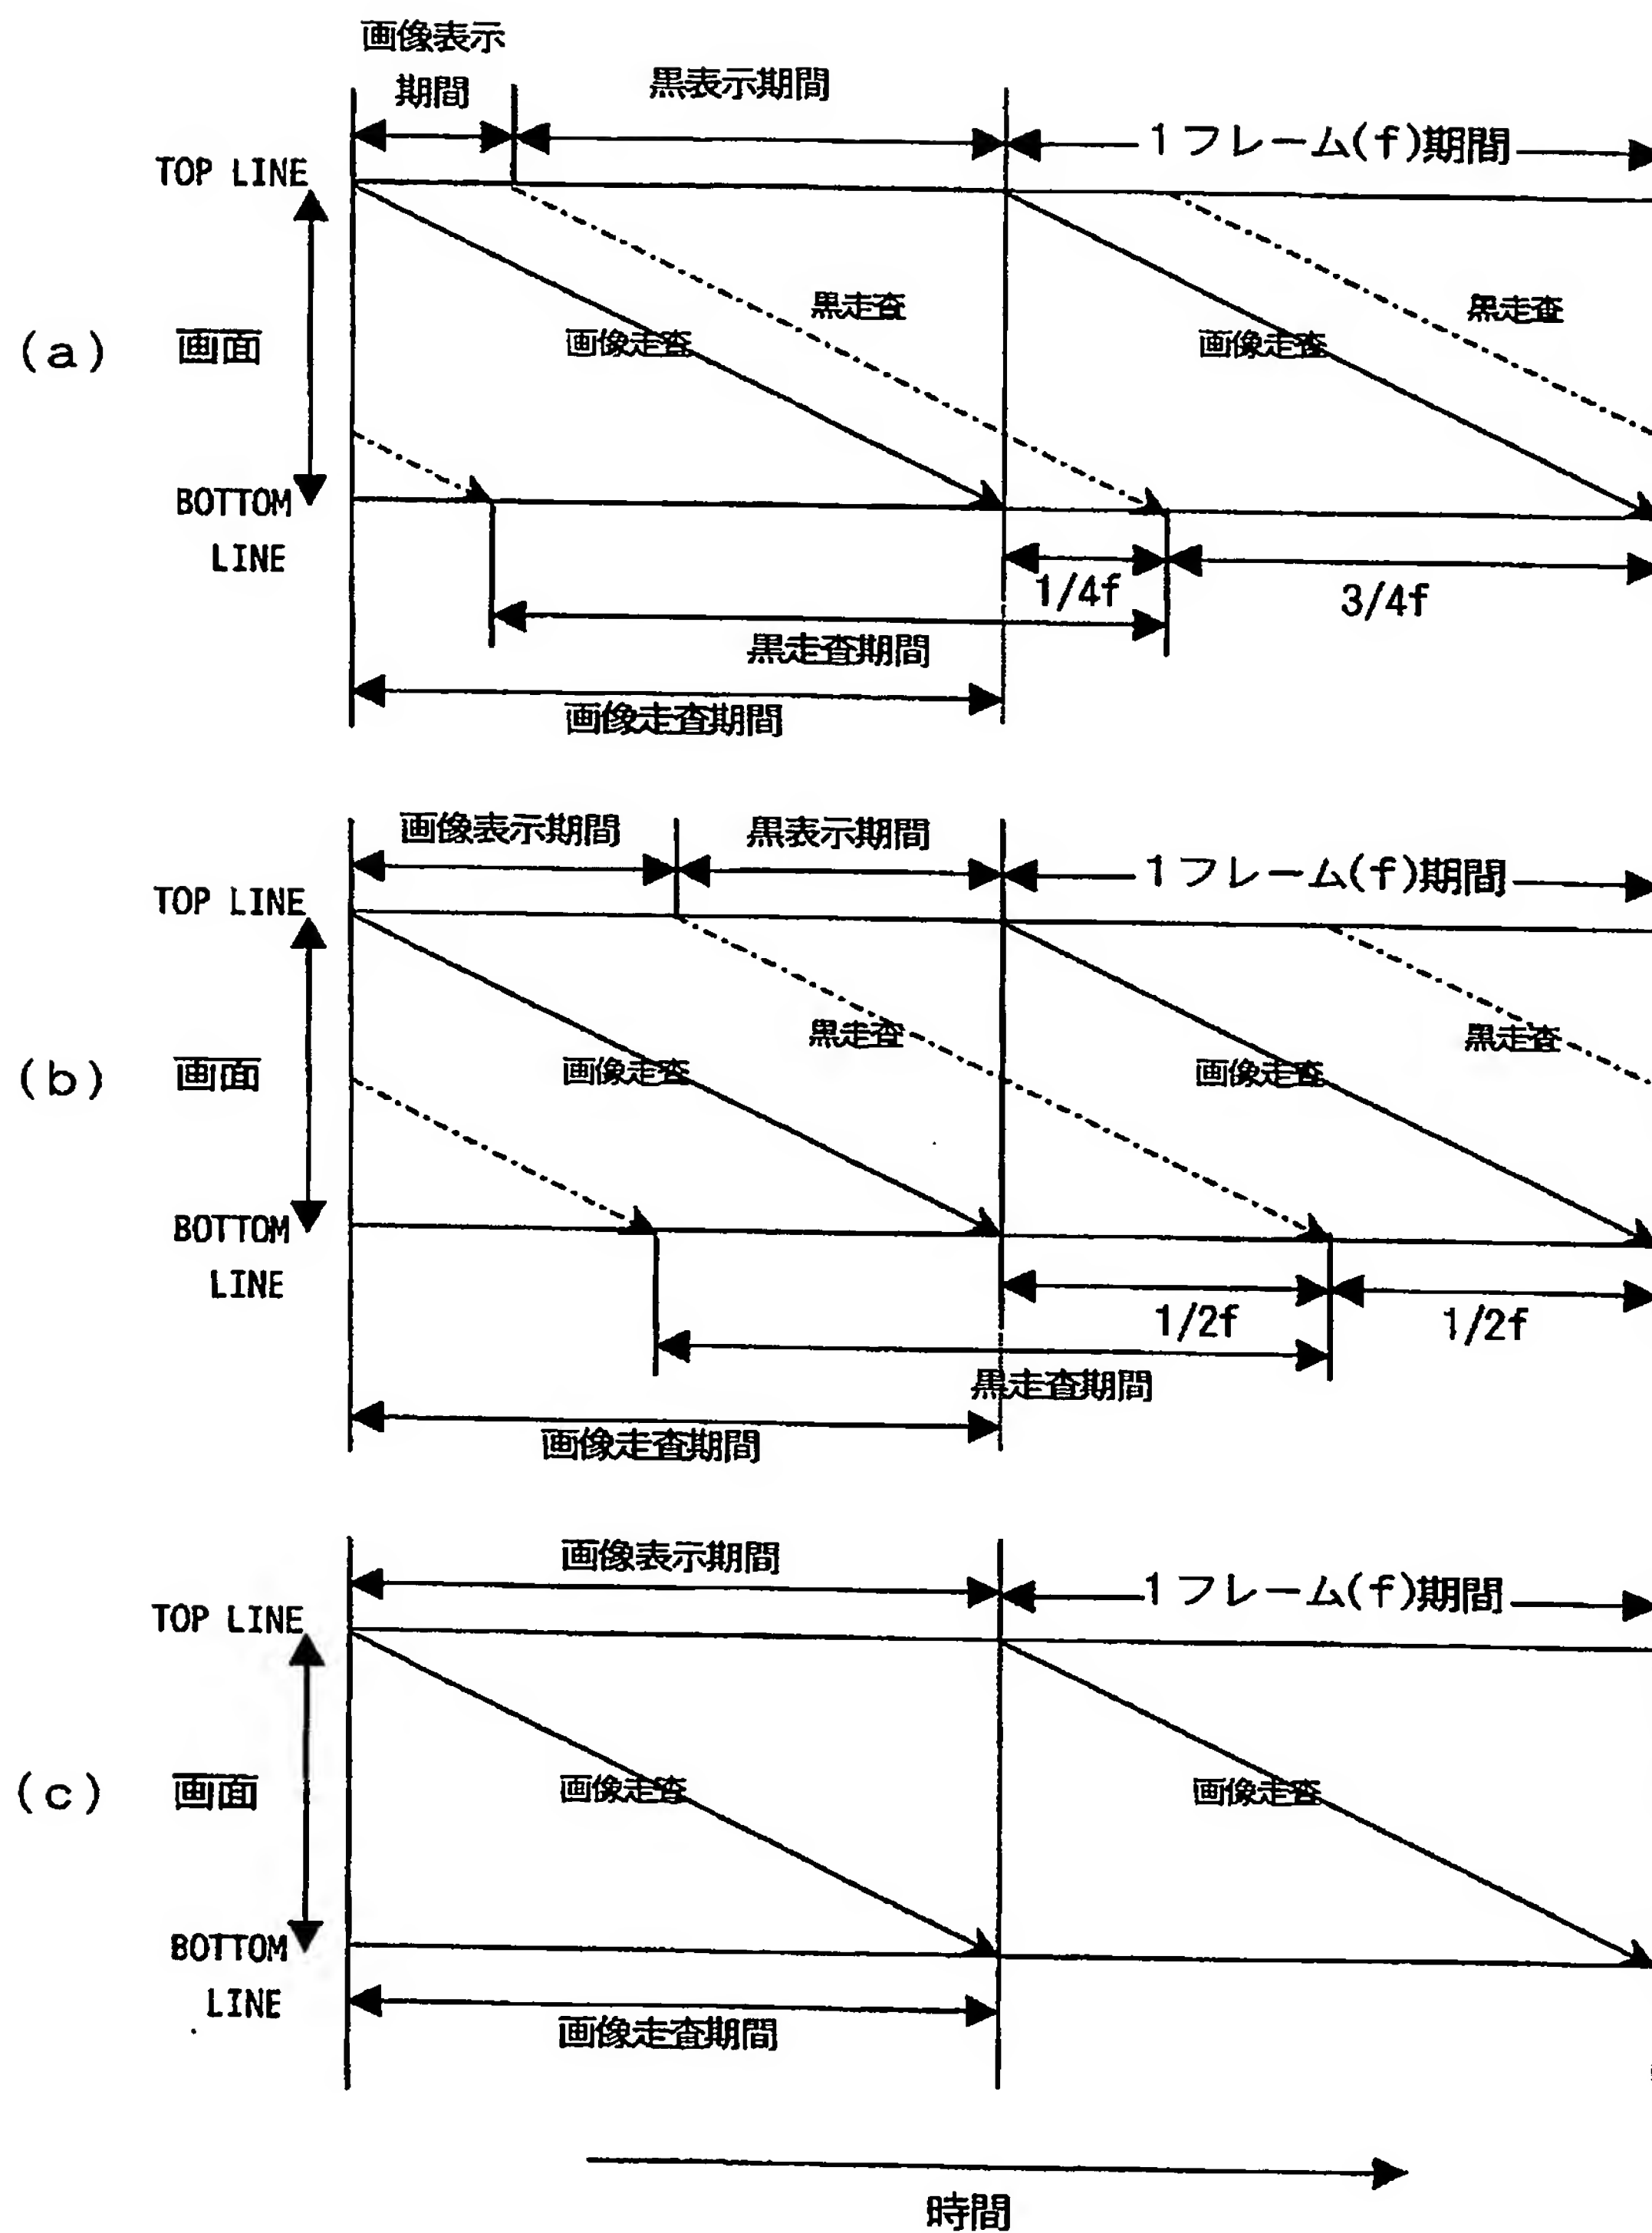 画像表示
期間
黒表示期間
1フレーム(f)期間
TOP LINE
黒走査
黒走査
画像走査
画像走査
(a) 画面
BOTTOM
LINE
1/4f
3/4f
黒走査期間
画像走査期間
画像表示期間
黒表示期間
1フレーム(f)期間
TOP LINE
黒走査
黒走査
画像走査
画像走査
(b) 画面
BOTTOM
LINE
1/2f
1/2f
黒走査期間
画像走査期間
画像表示期間
1フレーム(f)期間
TOP LINE
画像走査
画像走査
(c) 画面
BOTTOM
LINE
画像走査期間
時間